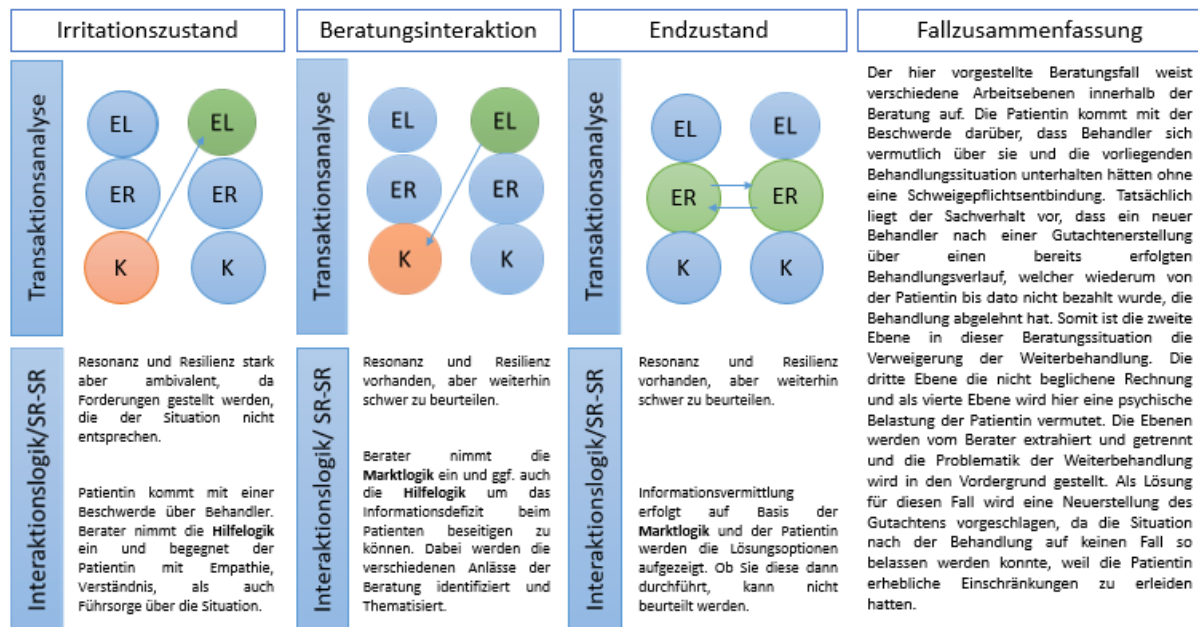 Irritationszustand
Transaktionsanalyse
EL
EL
ER
ER
K
K
Interaktionslogik/SR-SR
Resonanz und Resilienz stark
aber ambivalent, da
Forderungen gestellt werden,
die der Situation nicht
entsprechen.
Patientin kommt mit einer
Beschwerde über Behandler.
Berater nimmt die Hilfelogik
ein und begegnet der
Patientin mit Empathie,
Verständnis, als auch
Führsorge über die Situation.
Beratungsinteraktion
Transaktionsanalyse
EL
EL
ER
ER
K
K
Interaktionslogik/ SR-SR
Resonanz und Resilienz
vorhanden, aber weiterhin
schwer zu beurteilen.
Berater nimmt die
Marktlogik ein und ggf. auch
die Hilfelogik um das
Informationsdefizit beim
Patienten beseitigen zu
können. Dabei werden die
verschiedenen Anlässe der
Beratung identifiziert und
Thematisiert.
Endzustand
Transaktionsanalyse
EL
EL
ER
ER
K
K
Interaktionslogik/SR-SR
Resonanz und Resilienz
vorhanden, aber weiterhin
schwer zu beurteilen.
Informationsvermittlung
erfolgt auf Basis der
Marktlogik und der Patientin
werden die Lösungsoptionen
aufgezeigt. Ob Sie diese dann
durchführt, kann nicht
beurteilt werden.
Fallzusammenfassung
Der hier vorgestellte Beratungsfall weist
verschiedene Arbeitsebenen innerhalb der
Beratung auf. Die Patientin kommt mit der
Beschwerde darüber, dass Behandler sich
vermutlich über sie und die vorliegenden
Behandlungssituation unterhalten hätten ohne
eine Schweigepflichtsentbindung. Tatsächlich
liegt der Sachverhalt vor, dass ein neuer
Behandler nach einer Gutachtenerstellung
über einen bereits erfolgten
Behandlungsverlauf, welcher wiederum von
der Patientin bis dato nicht bezahlt wurde, die
Behandlung abgelehnt hat. Somit ist die zweite
Ebene in dieser Beratungssituation die
Verweigerung der Weiterbehandlung. Die
dritte Ebene die nicht beglichene Rechnung
und als vierte Ebene wird hier eine psychische
Belastung der Patientin vermutet. Die Ebenen
werden vom Berater extrahiert und getrennt
und die Problematik der Weiterbehandlung
wird in den Vordergrund gestellt. Als Lösung
für diesen Fall wird eine Neuerstellung des
Gutachtens vorgeschlagen, da die Situation
nach der Behandlung auf keinen Fall so
belassen werden konnte, weil die Patientin
erhebliche Einschränkungen zu erleiden
hatten.